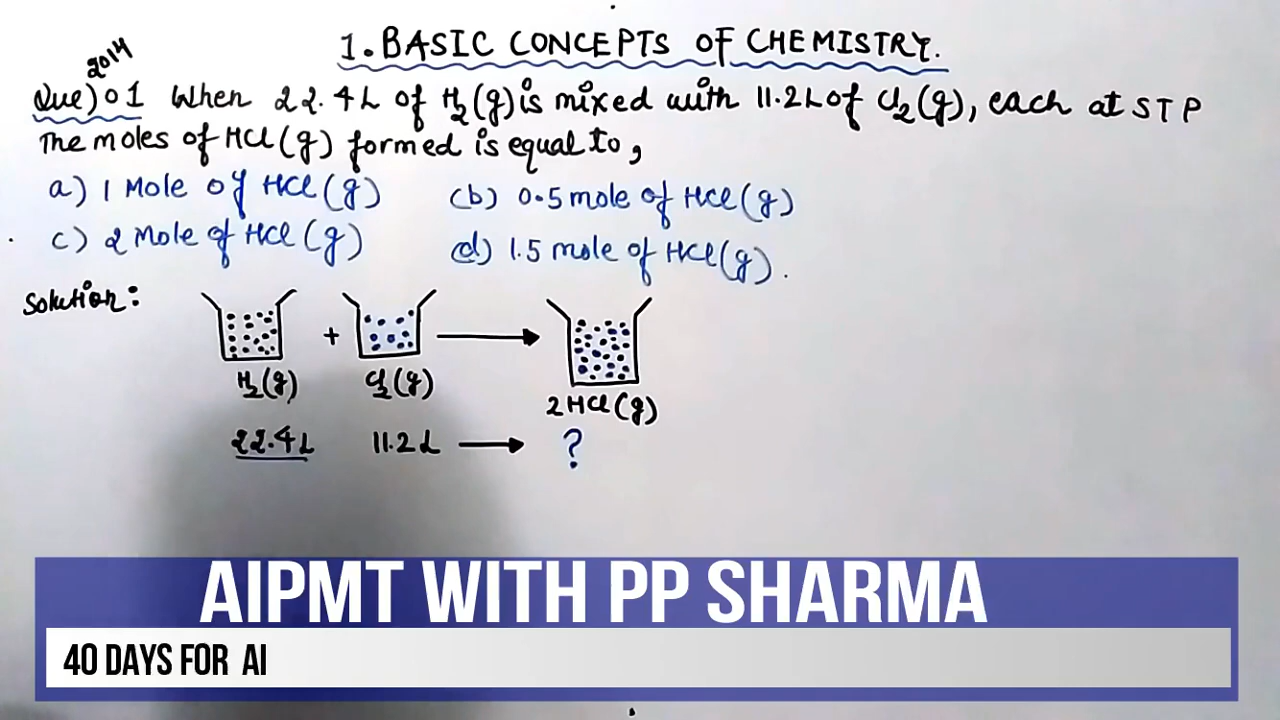 1. BASIC CONCEPTS OF CHEMISTRY.
2014
Que) 01 When 22.4L of H₂(g) is mixed with 11.2L of Cl₂(g), each at STP
The moles of HCl(g) formed is equal to,
a) 1 Mole of HCl(g) (b) 0.5 mole of HCl(g)
c) 2 Mole of HCl(g) (d) 1.5 mole of HCl(g).
Solution:
+ →
H₂(g) Cl₂(g) 2HCl(g)
22.4L 11.2L → ?
AIPMT WITH PP SHARMA
40 DAYS FOR AI